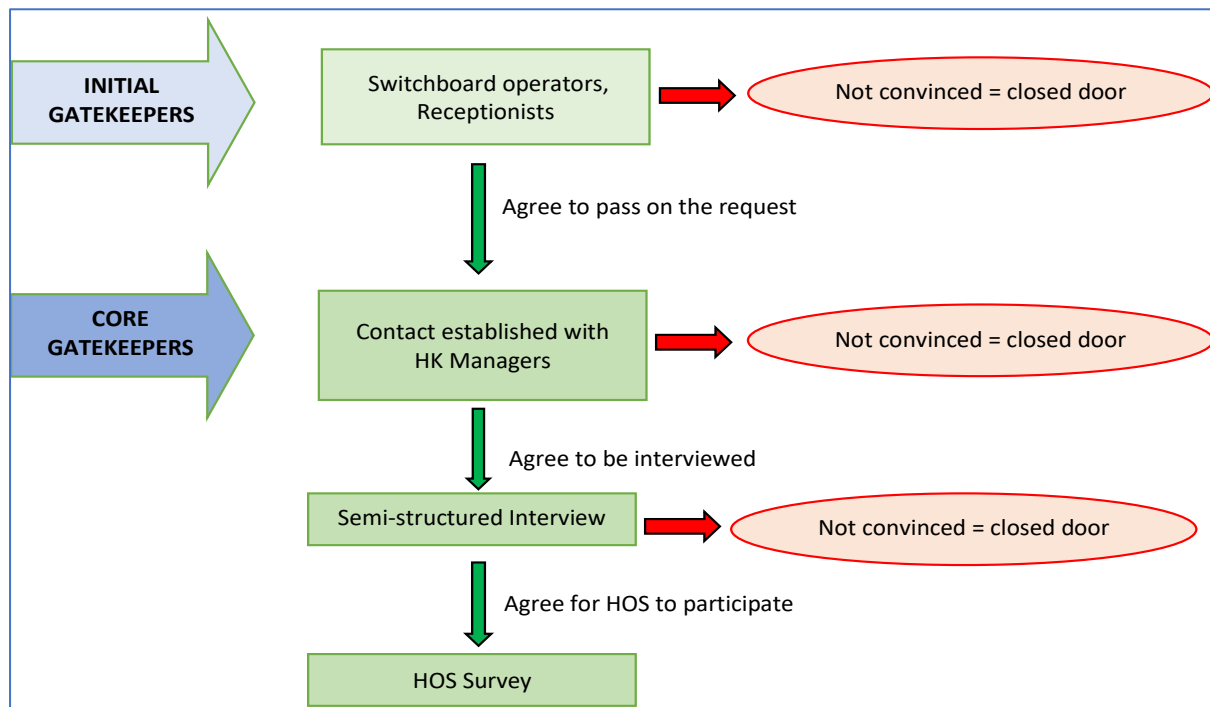 INITIAL
GATEKEEPERS
Switchboard operators,
Receptionists
Not convinced = closed door
Agree to pass on the request
CORE
GATEKEEPERS
Contact established with
HK Managers
Not convinced = closed door
Agree to be interviewed
Semi-structured Interview
Not convinced = closed door
Agree for HOS to participate
HOS Survey